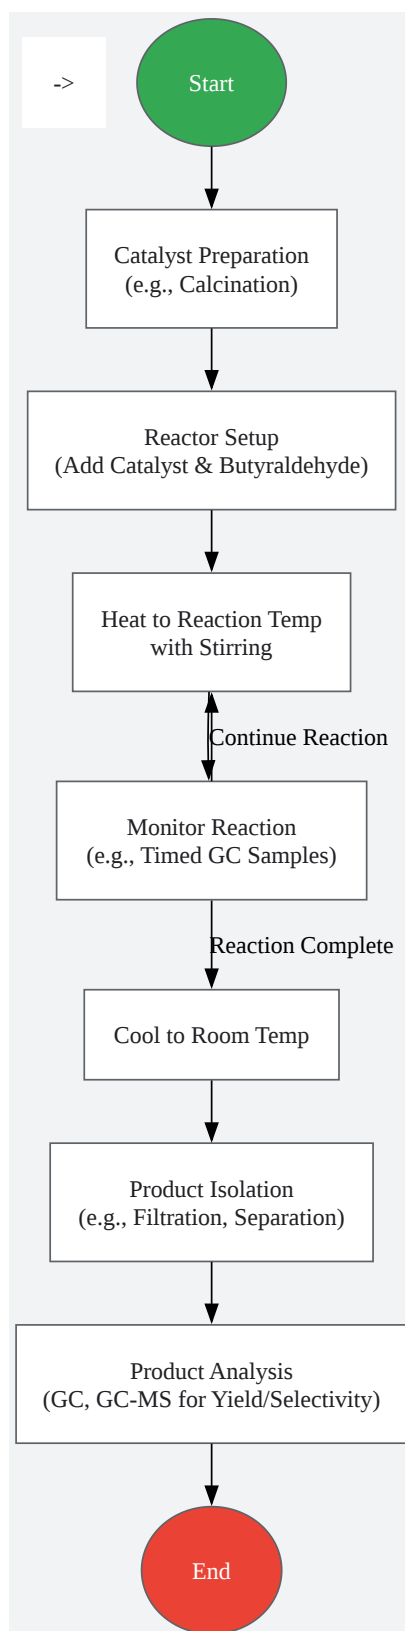 ->
Start
Catalyst Preparation
(e.g., Calcination)
Reactor Setup
(Add Catalyst & Butyraldehyde)
Heat to Reaction Temp
with Stirring
Continue Reaction
Monitor Reaction
(e.g., Timed GC Samples)
Reaction Complete
Cool to Room Temp
Product Isolation
(e.g., Filtration, Separation)
Product Analysis
(GC, GC-MS for Yield/Selectivity)
End